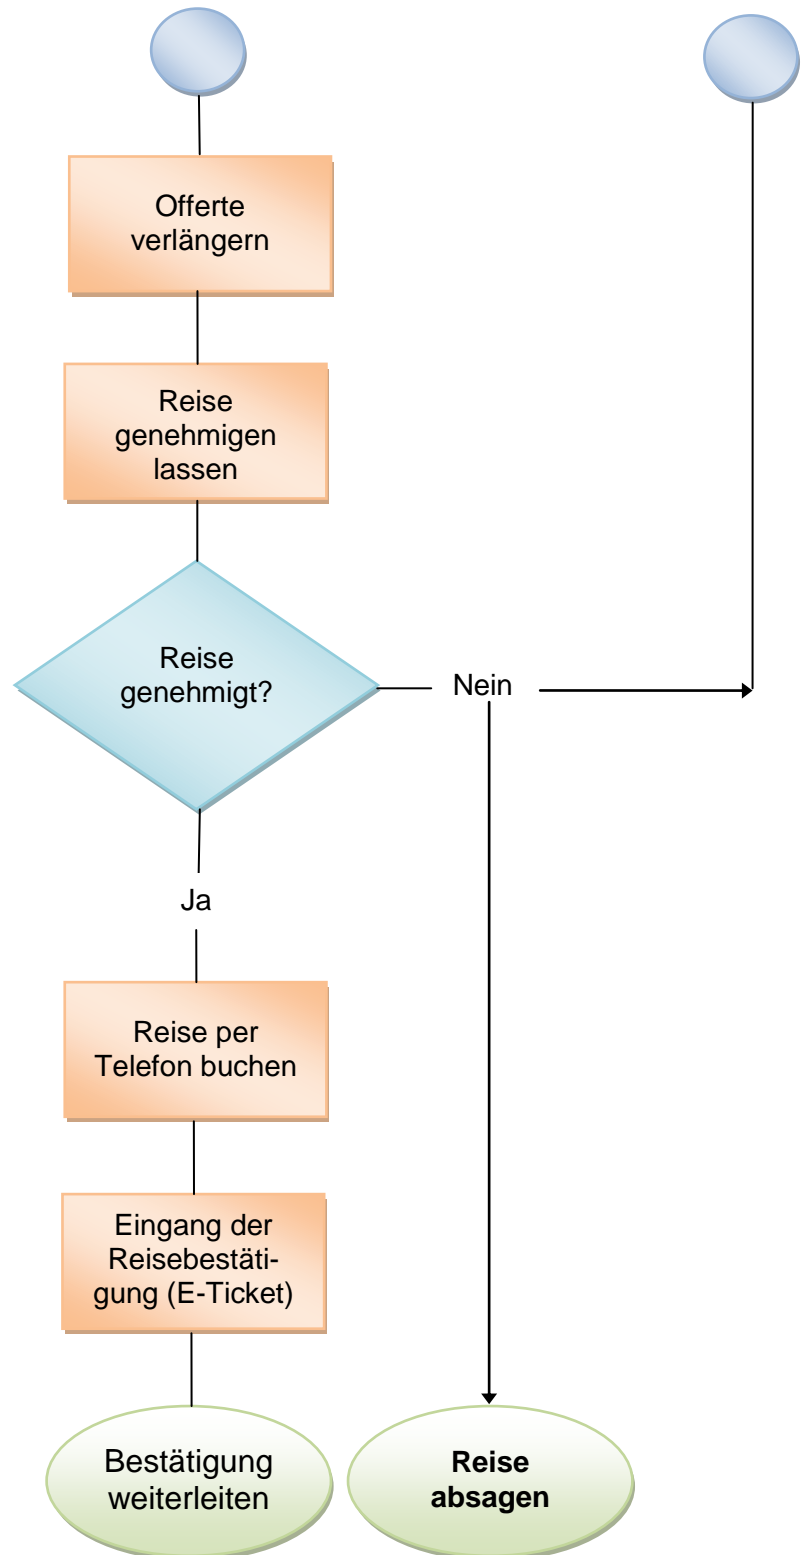 Offerte
verlängern
Reise
genehmigen
lassen
Reise
genehmigt?
Nein
Ja
Reise per
Telefon buchen
Eingang der
Reisebestäti-
gung (E-Ticket)
Bestätigung
weiterleiten
Reise
absagen